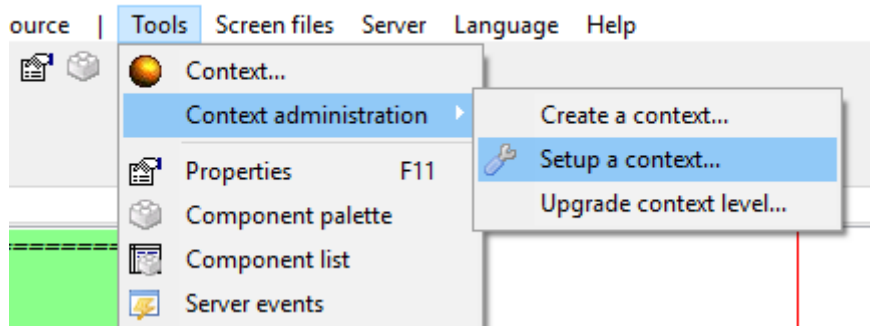 ource | Tools Screen files Server Language Help
Context...
Context administration
Create a context...
Setup a context...
Upgrade context level...
Properties F11
Component palette
Component list
Server events
=======